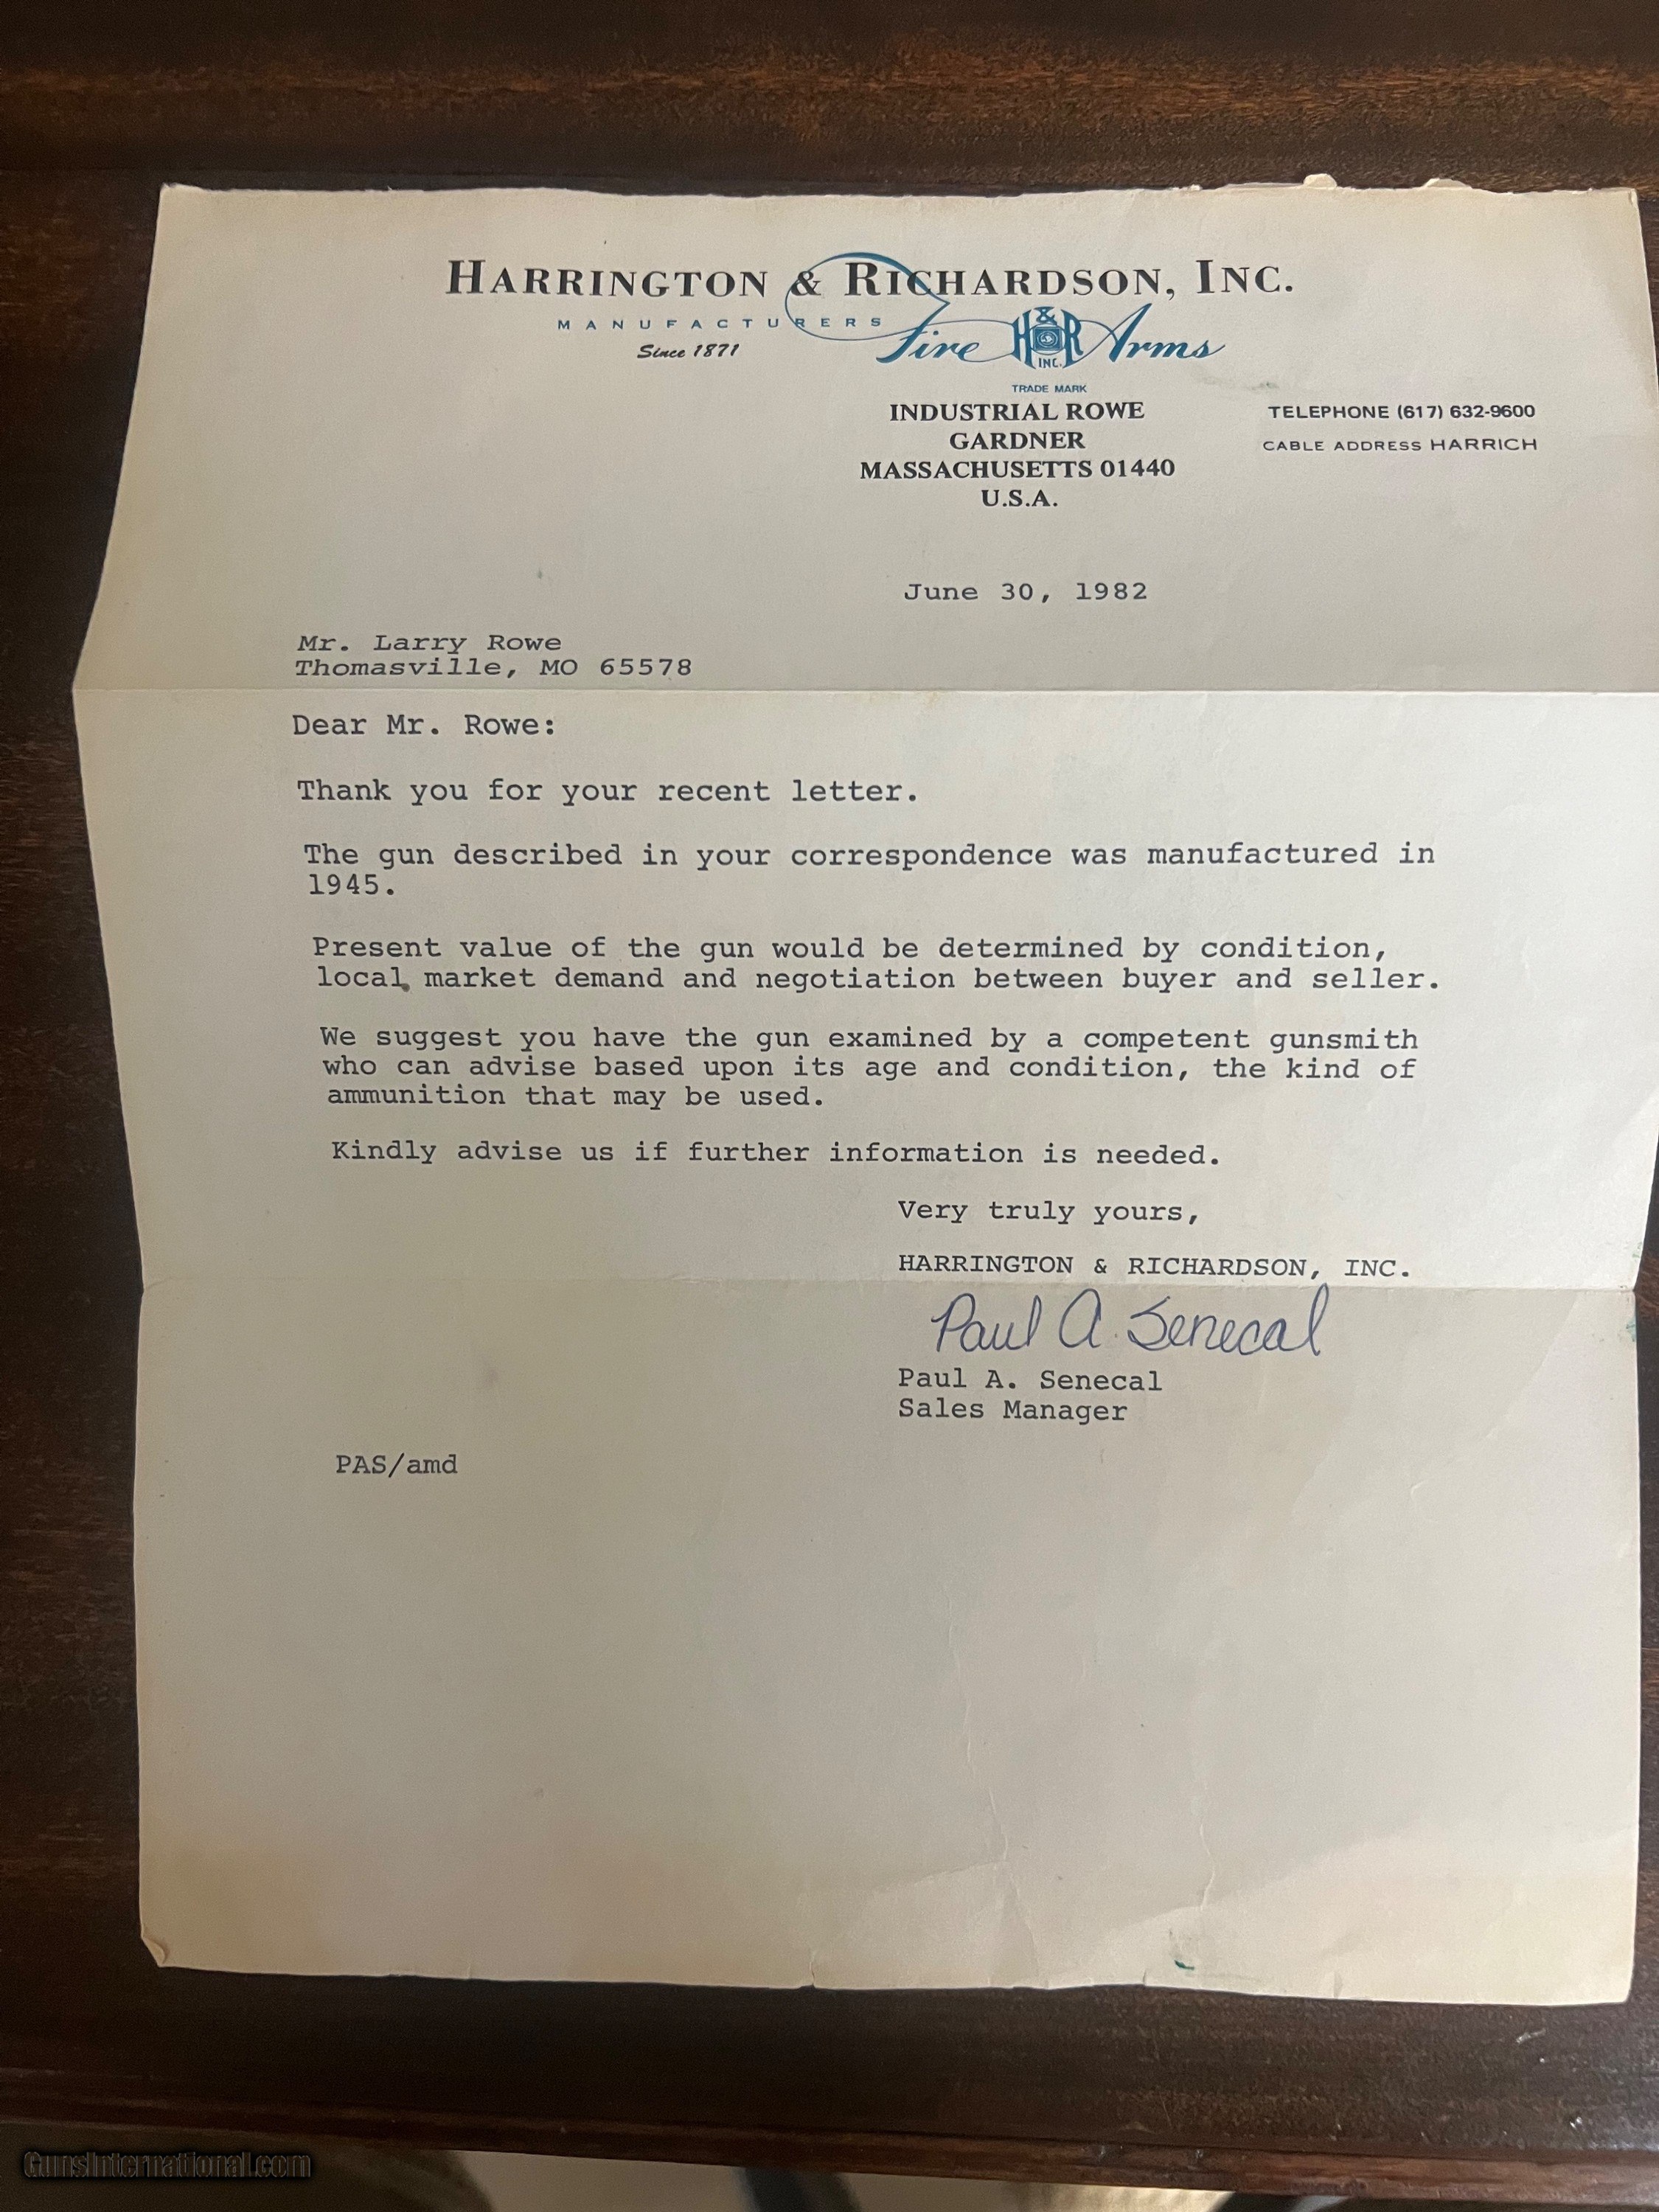 HARRINGTON & RICHARDSON, INC.
MANUFACTURERS
Since 1871
Fire H&R INC. Arms
TRADE MARK
INDUSTRIAL ROWE
GARDNER
MASSACHUSETTS 01440
U.S.A.
TELEPHONE (617) 632-9600
CABLE ADDRESS HARRICH
June 30, 1982
Mr. Larry Rowe
Thomasville, MO 65578
Dear Mr. Rowe:
Thank you for your recent letter.
The gun described in your correspondence was manufactured in
1945.
Present value of the gun would be determined by condition,
local market demand and negotiation between buyer and seller.
We suggest you have the gun examined by a competent gunsmith
who can advise based upon its age and condition, the kind of
ammunition that may be used.
Kindly advise us if further information is needed.
Very truly yours,
HARRINGTON & RICHARDSON, INC.
Paul A. Senecal
Paul A. Senecal
Sales Manager
PAS/amd
GunsInternational.com